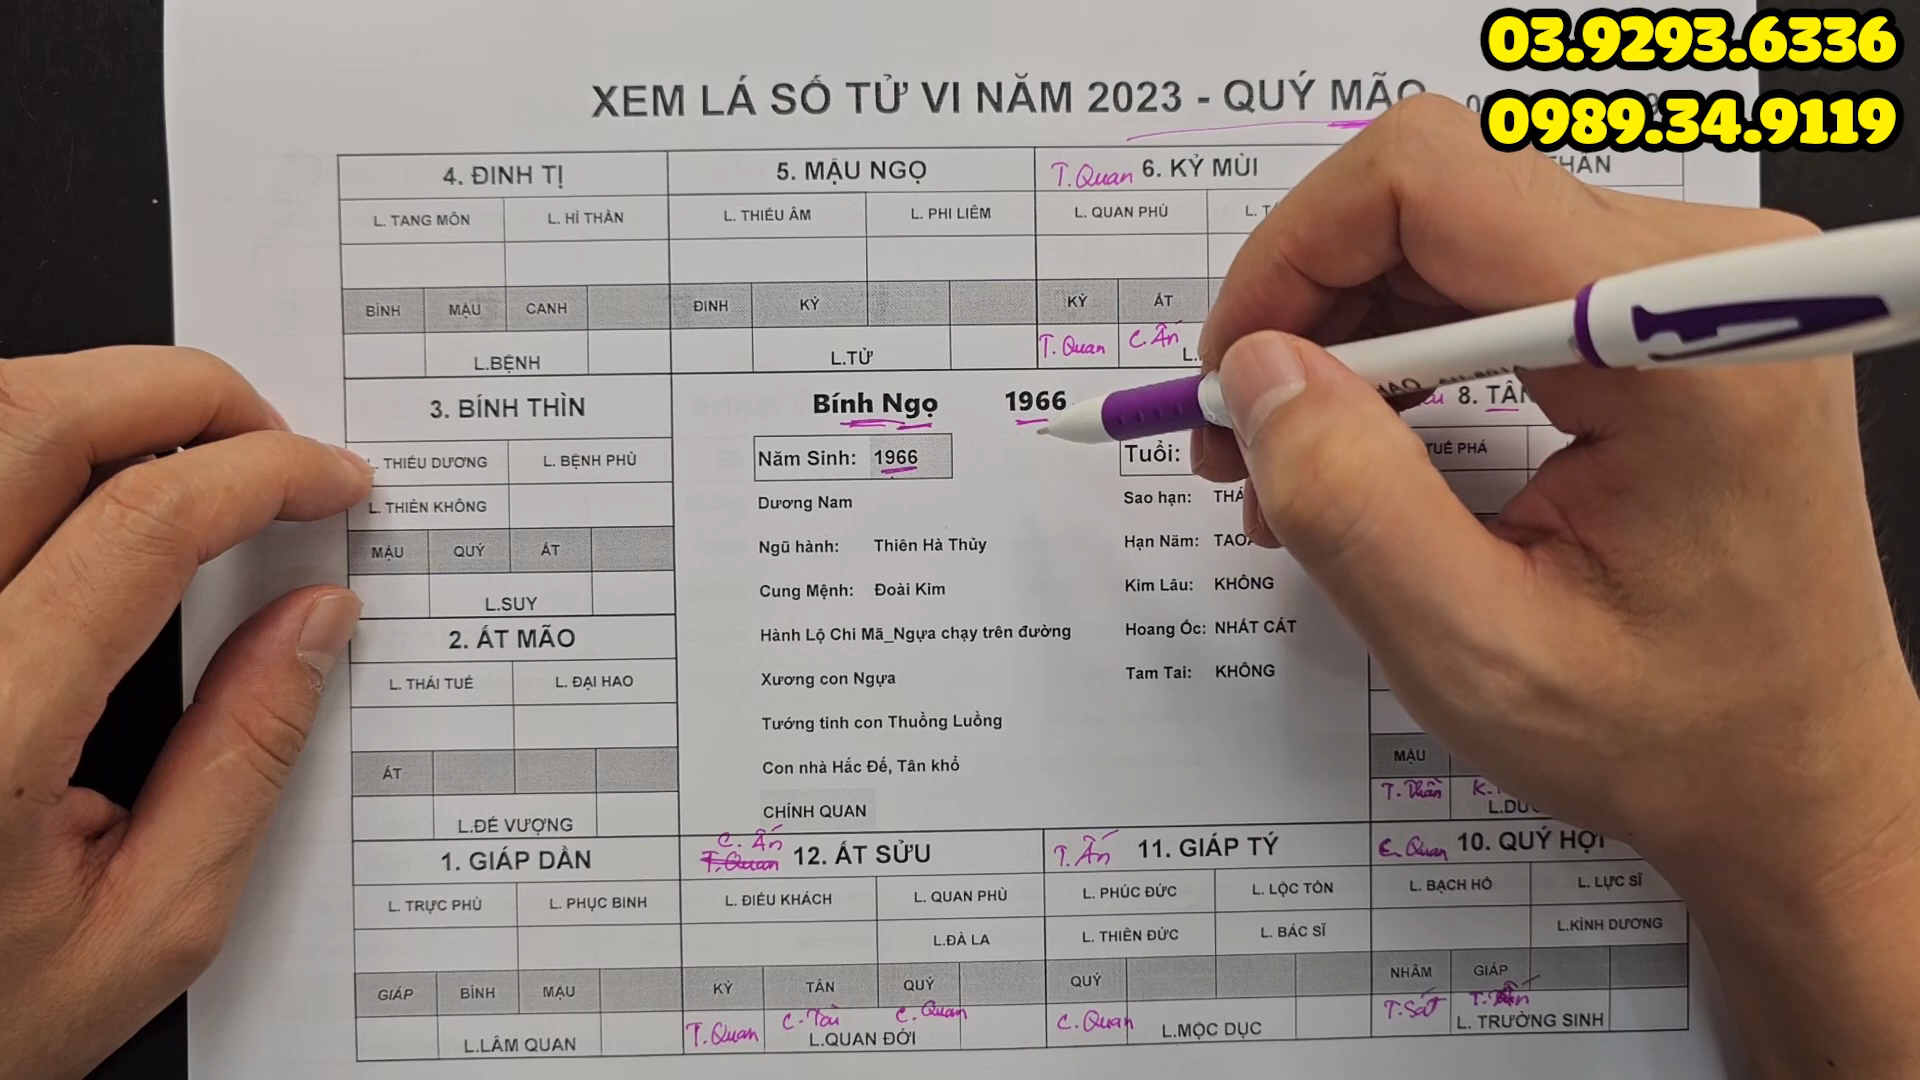 03.9293.6336
0989.34.9119
XEM LÁ SỐ TỬ VI NĂM 2023 - QUÝ MÃO
4. ĐINH TỊ
5. MẬU NGỌ
T.Quan 6. KỶ MÙI
L. TANG MÔN
L. HỈ THẦN
L. THIẾU ÂM
L. PHI LIÊM
L. QUAN PHÙ
BÍNH
MẬU
CANH
ĐINH
KỶ
KỶ
ẤT
T.Quan
C.Ấn
L.BỆNH
L.TỬ
3. BÍNH THÌN
Bính Ngọ
1966
8. TÂN
L. THIẾU DƯƠNG
L. BỆNH PHÙ
Năm Sinh: 1966
Tuổi:
TUẾ PHÁ
L. THIÊN KHÔNG
Dương Nam
Sao hạn:
MẬU
QUÝ
ẤT
Ngũ hành: Thiên Hà Thủy
Hạn Năm:
L.SUY
Cung Mệnh: Đoài Kim
Kim Lâu: KHÔNG
2. ẤT MÃO
Hành Lộ Chi Mã_Ngựa chạy trên đường
Hoang Ốc: NHẤT CÁT
L. THÁI TUẾ
L. ĐẠI HAO
Xương con Ngựa
Tam Tai: KHÔNG
Tướng tinh con Thuồng Luồng
ẤT
Con nhà Hắc Đế, Tân khổ
MẬU
T.Thần
L.ĐẾ VƯỢNG
CHÍNH QUAN
1. GIÁP DẦN
C.Ấn
T.Quan 12. ẤT SỬU
T.Ấn 11. GIÁP TÝ
C.Quan 10. QUÝ HỢI
L. TRỰC PHÙ
L. PHỤC BINH
L. ĐIẾU KHÁCH
L. QUAN PHÙ
L. PHÚC ĐỨC
L. LỘC TỒN
L. BẠCH HỔ
L. LỰC SĨ
L.ĐÀ LA
L. THIÊN ĐỨC
L. BÁC SĨ
L.KÌNH DƯƠNG
GIÁP
BÍNH
MẬU
KỶ
TÂN
QUÝ
QUÝ
NHÂM
GIÁP
T.Quan
C.Tài
C.Quan
C.Quan
T.Sát
L.LÂM QUAN
L.QUAN ĐỚI
L.MỘC DỤC
L. TRƯỜNG SINH